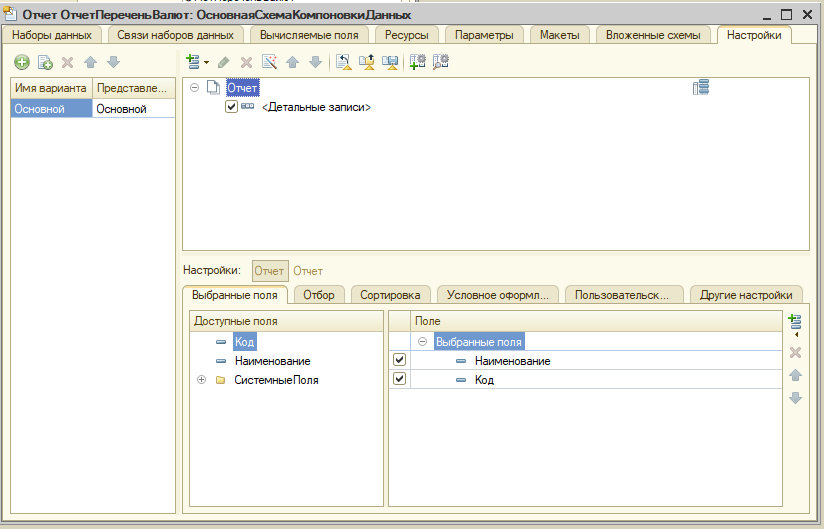 Отчет ОтчетПереченьВалют: ОсновнаяСхемаКомпоновкиДанных
Наборы данных Связи наборов данных Вычисляемые поля Ресурсы Параметры Макеты Вложенные схемы Настройки
Имя варианта Представле...
Основной Основной
Отчет
<Детальные записи>
Настройки: Отчет Отчет
Выбранные поля Отбор Сортировка Условное оформл... Пользовательск... Другие настройки
Доступные поля
Код
Наименование
СистемныеПоля
Поле
Выбранные поля
Наименование
Код